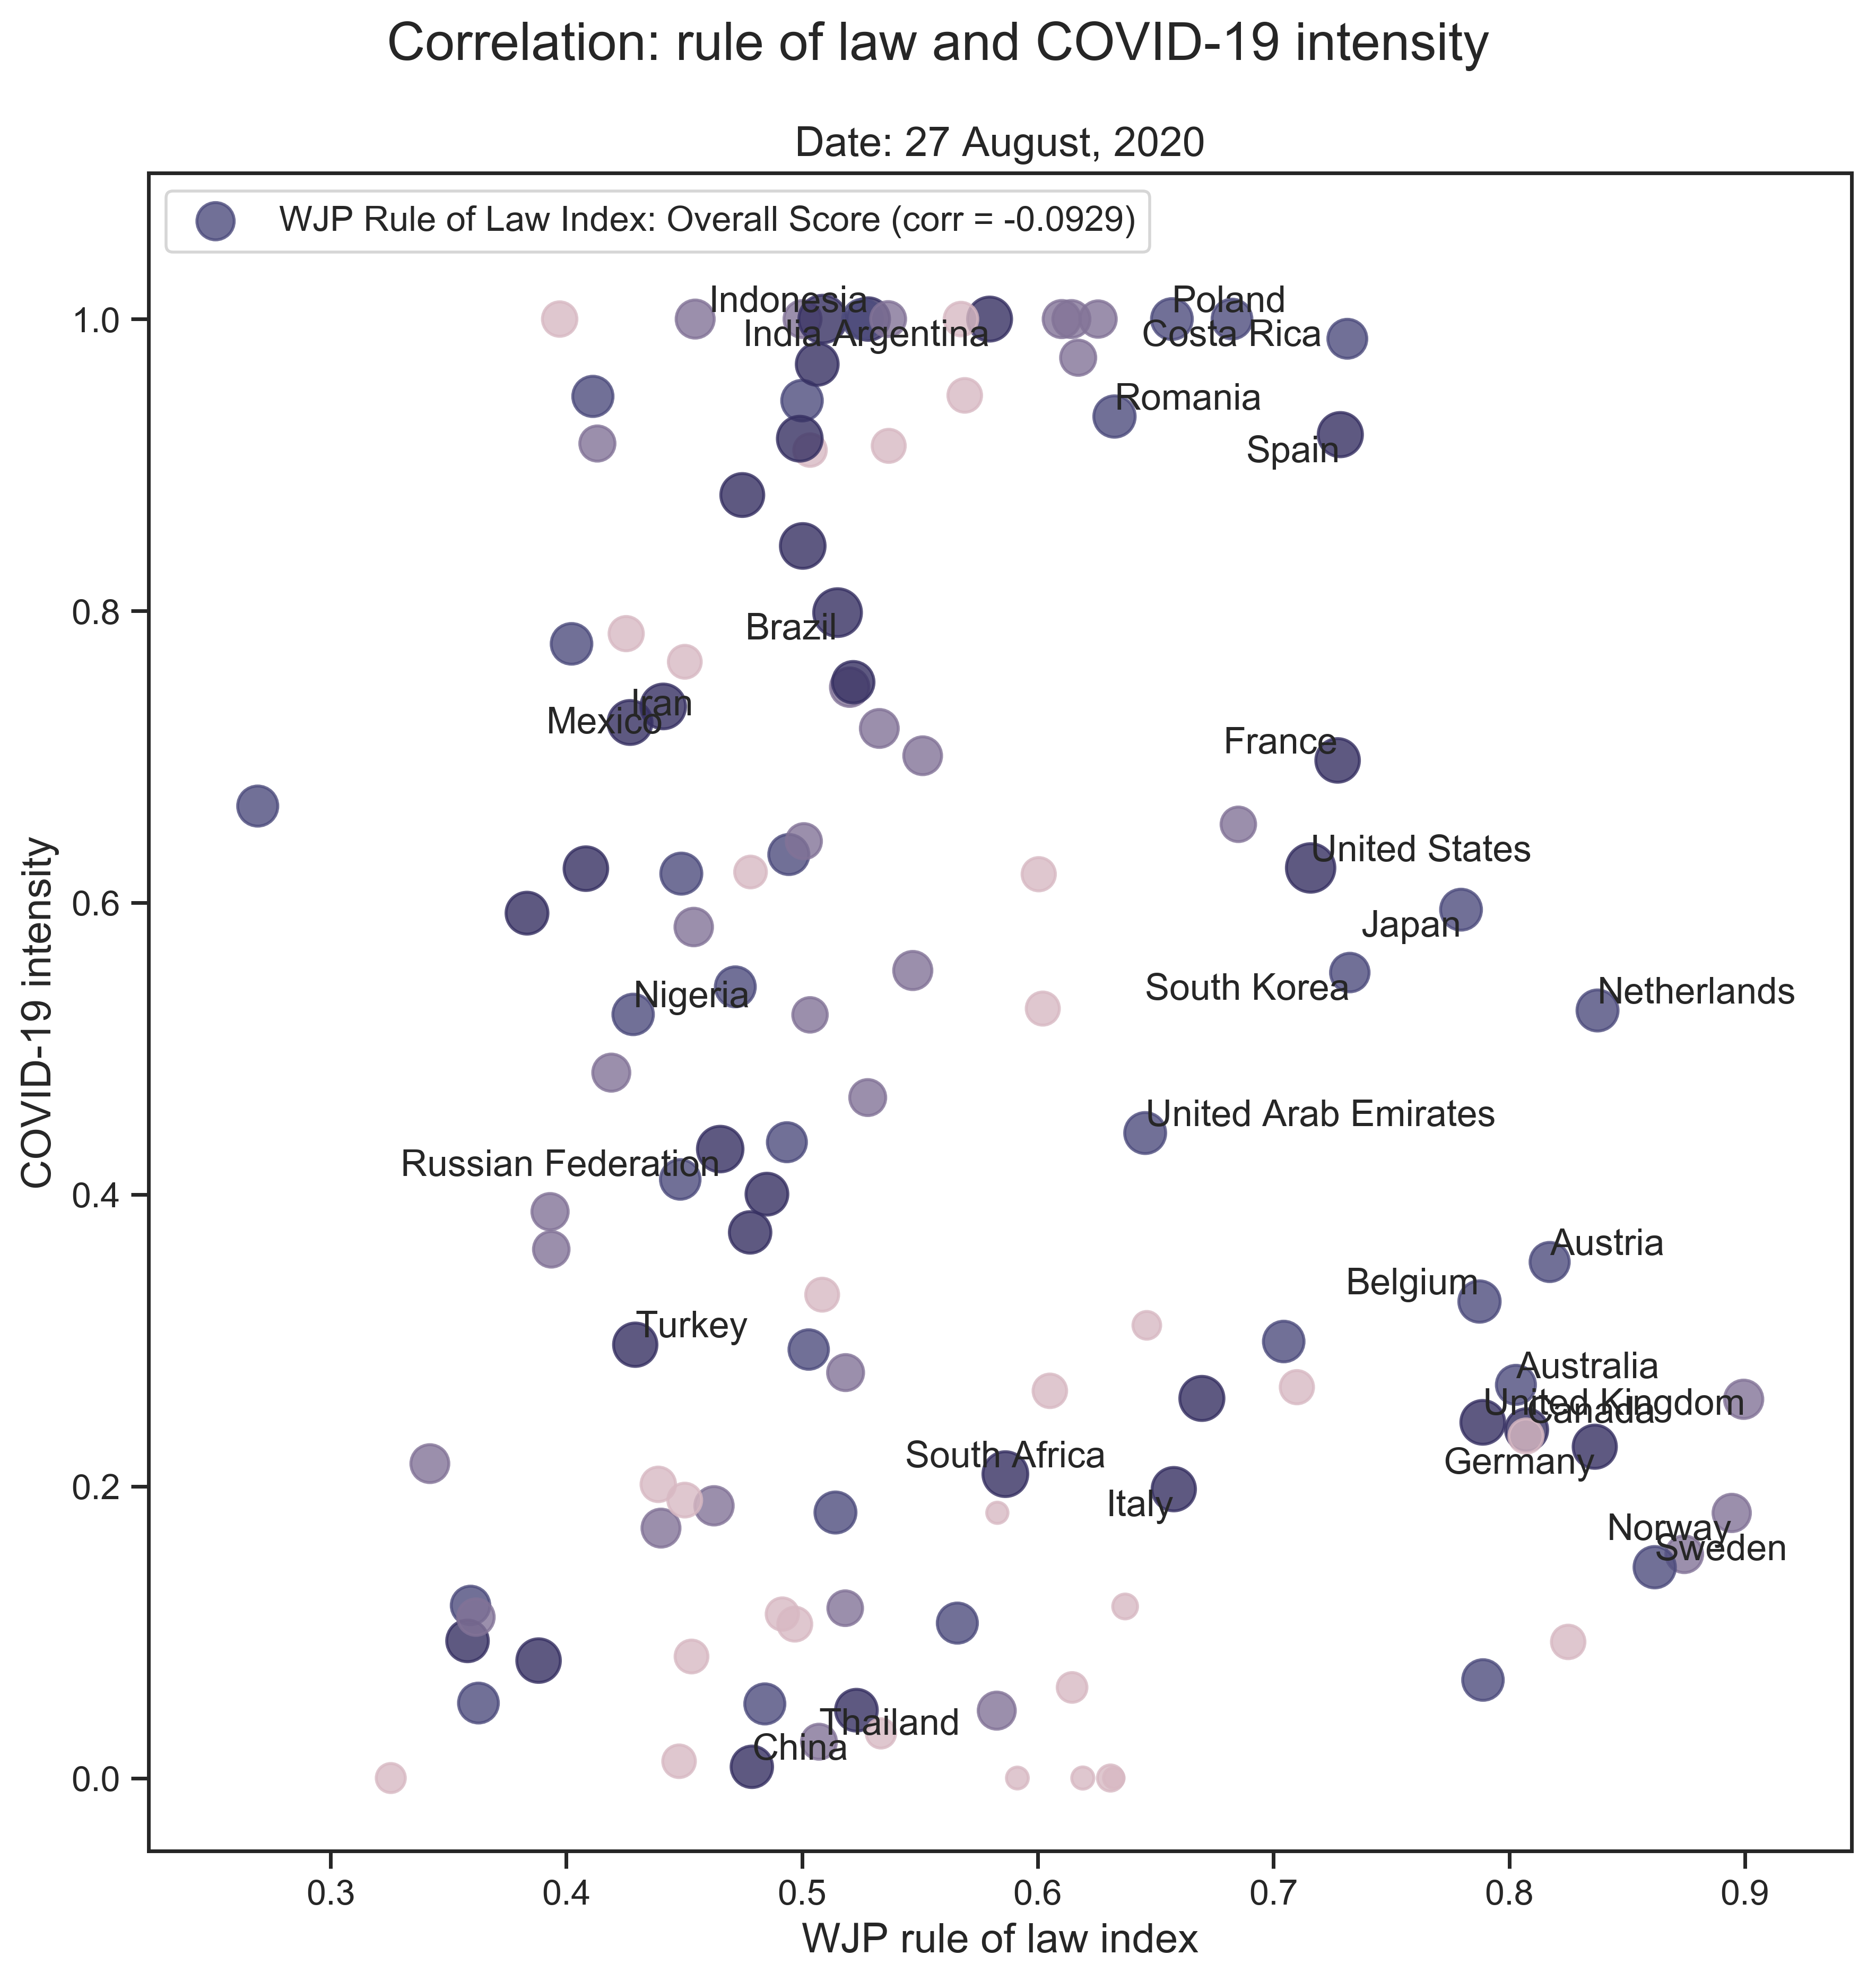 Correlation: rule of law and COVID-19 intensity
Date: 27 August, 2020
WJP Rule of Law Index: Overall Score (corr = -0.0929)
Indonesia
Poland
India
Argentina
Costa Rica
Romania
Spain
Brazil
Iran
Mexico
France
United States
Japan
South Korea
Nigeria
Netherlands
United Arab Emirates
Russian Federation
Austria
Belgium
Turkey
Australia
United Kingdom
Canada
South Africa
Germany
Italy
Norway
Sweden
Thailand
China
1.0
0.8
0.6
0.4
0.2
0.0
COVID-19 intensity
0.3
0.4
0.5
0.6
0.7
0.8
0.9
WJP rule of law index